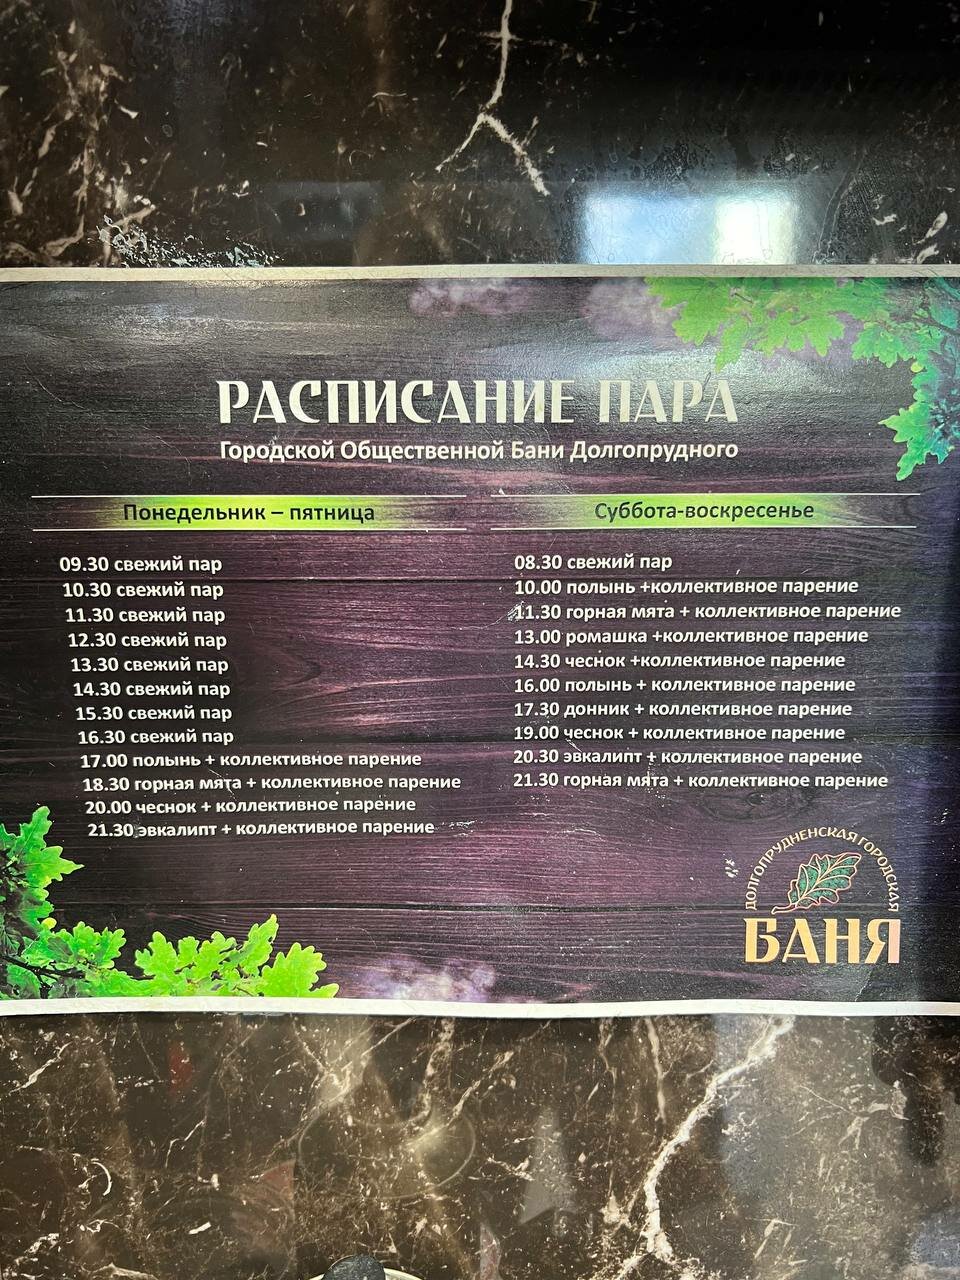 РАСПИСАНИЕ ПАРА
Городской Общественной Бани Долгопрудного
Понедельник – пятница
09.30 свежий пар
10.30 свежий пар
11.30 свежий пар
12.30 свежий пар
13.30 свежий пар
14.30 свежий пар
15.30 свежий пар
16.30 свежий пар
17.00 полынь + коллективное парение
18.30 горная мята + коллективное парение
20.00 чеснок + коллективное парение
21.30 эвкалипт + коллективное парение
Суббота-воскресенье
08.30 свежий пар
10.00 полынь +коллективное парение
11.30 горная мята + коллективное парение
13.00 ромашка +коллективное парение
14.30 чеснок +коллективное парение
16.00 полынь + коллективное парение
17.30 донник + коллективное парение
19.00 чеснок + коллективное парение
20.30 эвкалипт + коллективное парение
21.30 горная мята + коллективное парение
ДОЛГОПРУДНЕНСКАЯ ГОРОДСКАЯ
БАНЯ